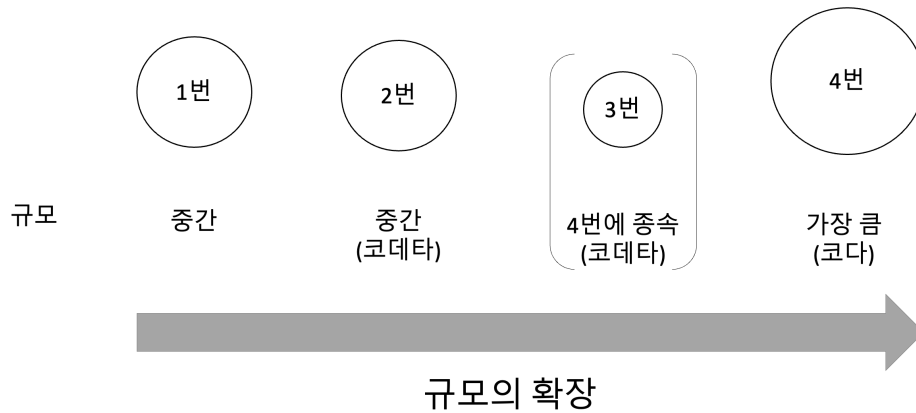 1번
2번
3번
4번
규모
중간
중간
(코데타)
4번에 종속
(코데타)
가장 큼
(코다)
규모의 확장